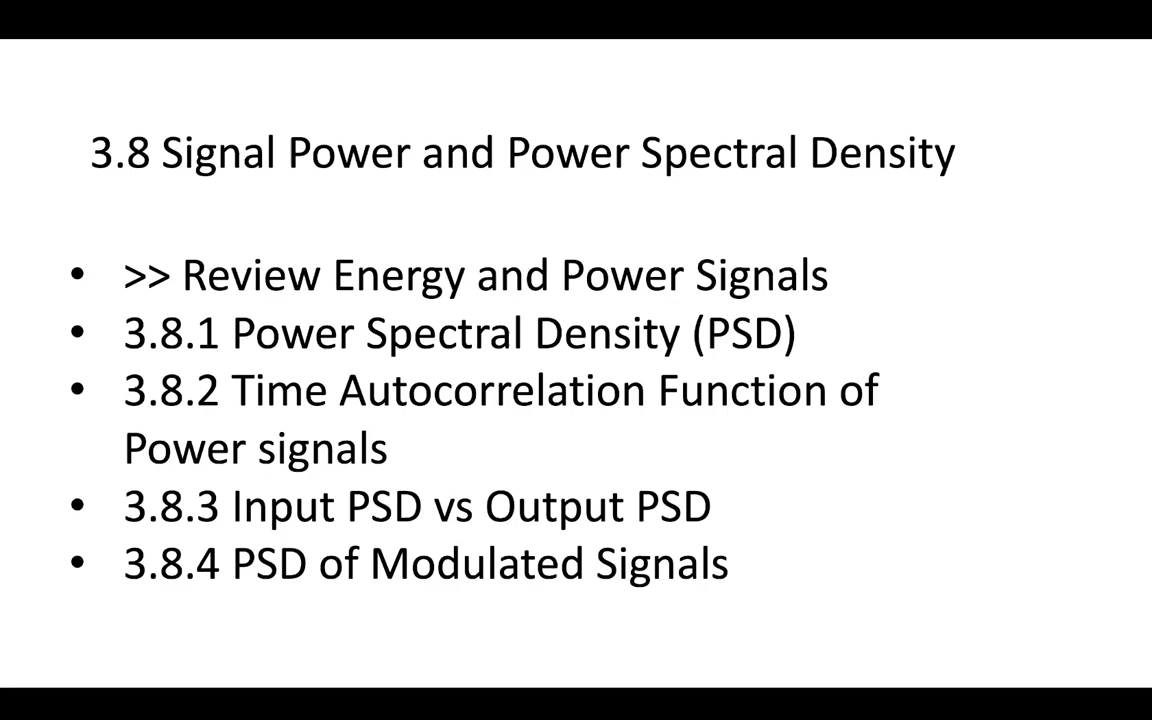 3.8 Signal Power and Power Spectral Density
• >> Review Energy and Power Signals
• 3.8.1 Power Spectral Density (PSD)
• 3.8.2 Time Autocorrelation Function of
Power signals
• 3.8.3 Input PSD vs Output PSD
• 3.8.4 PSD of Modulated Signals